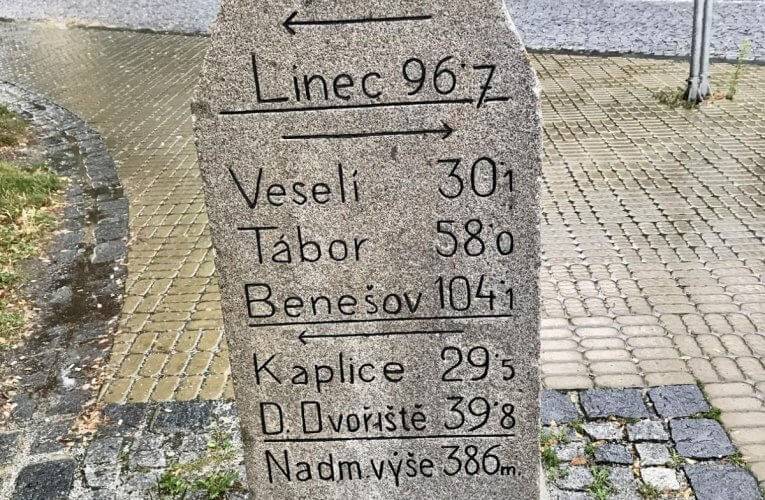 ←
Linec 96·7
→
Veselí 30·1
Tábor 58·0
Benešov 104·1
←
Kaplice 29·5
D. Dvořiště 39·8
Nadm. výše 386m.